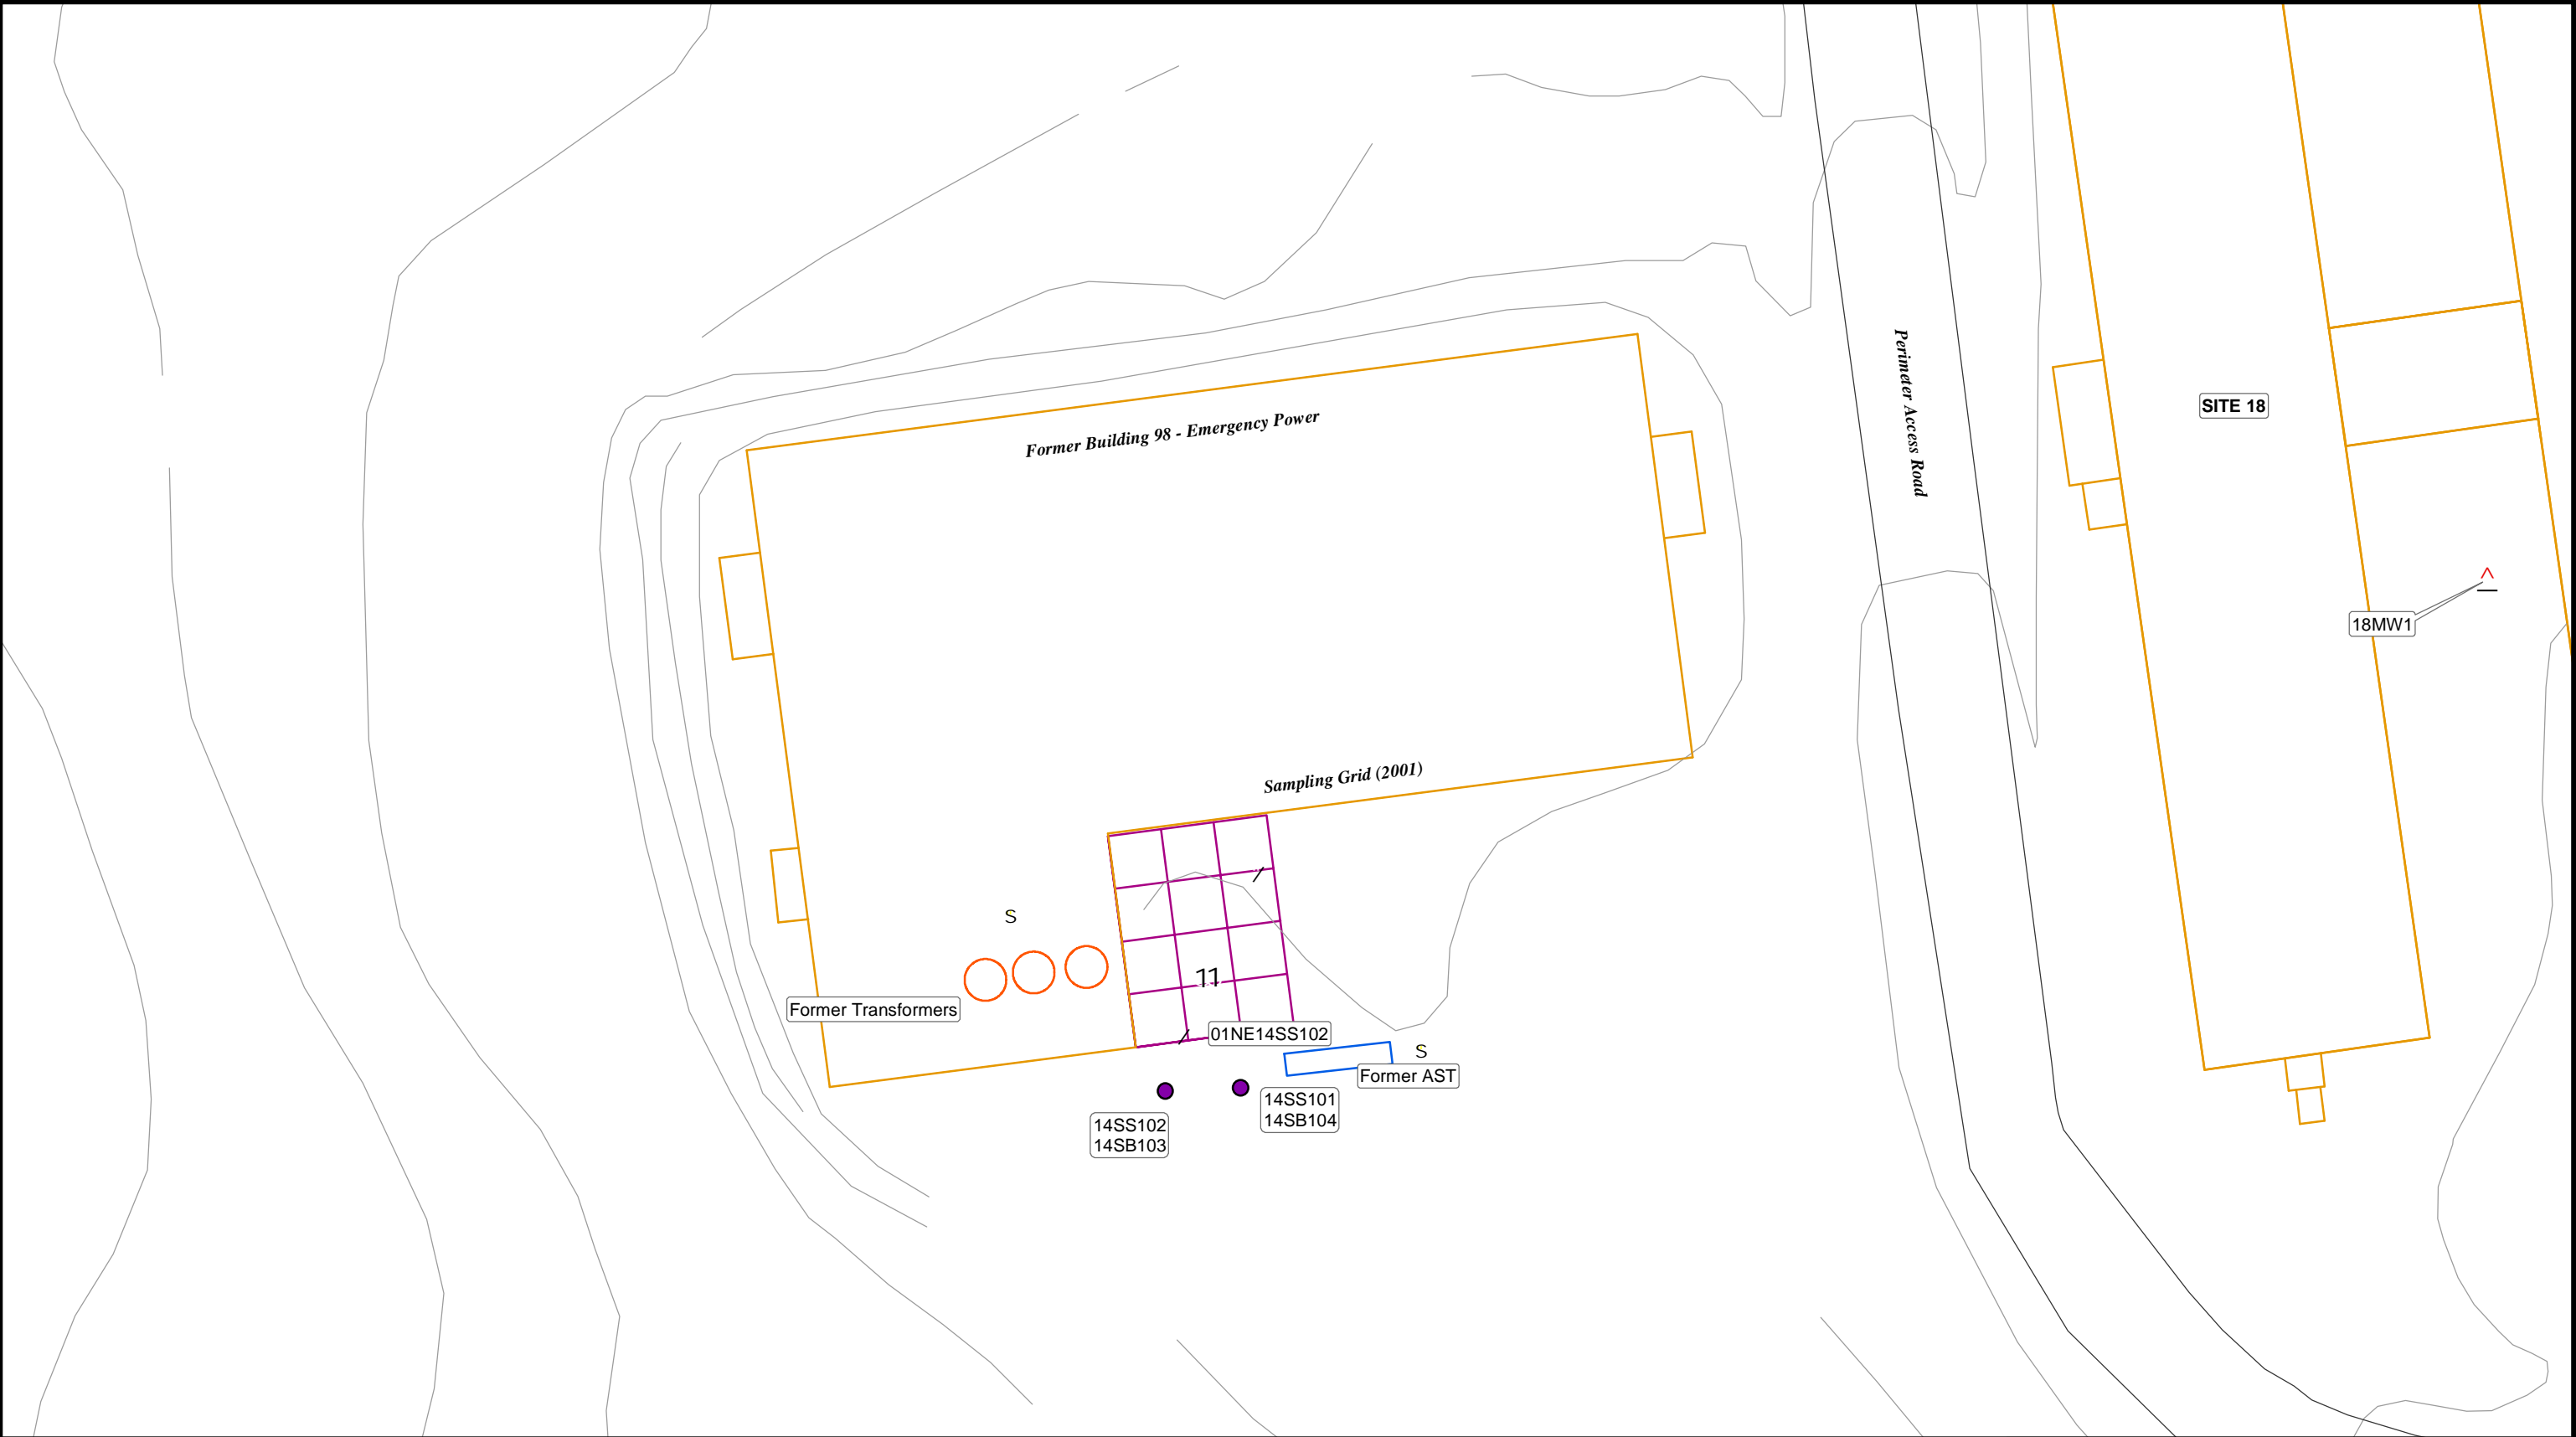 Former Building 98 - Emergency Power
Perimeter Access Road
SITE 18
18MW1
Sampling Grid (2001)
S
11
Former Transformers
01NE14SS102
S
Former AST
14SS101
14SB104
14SS102
14SB103